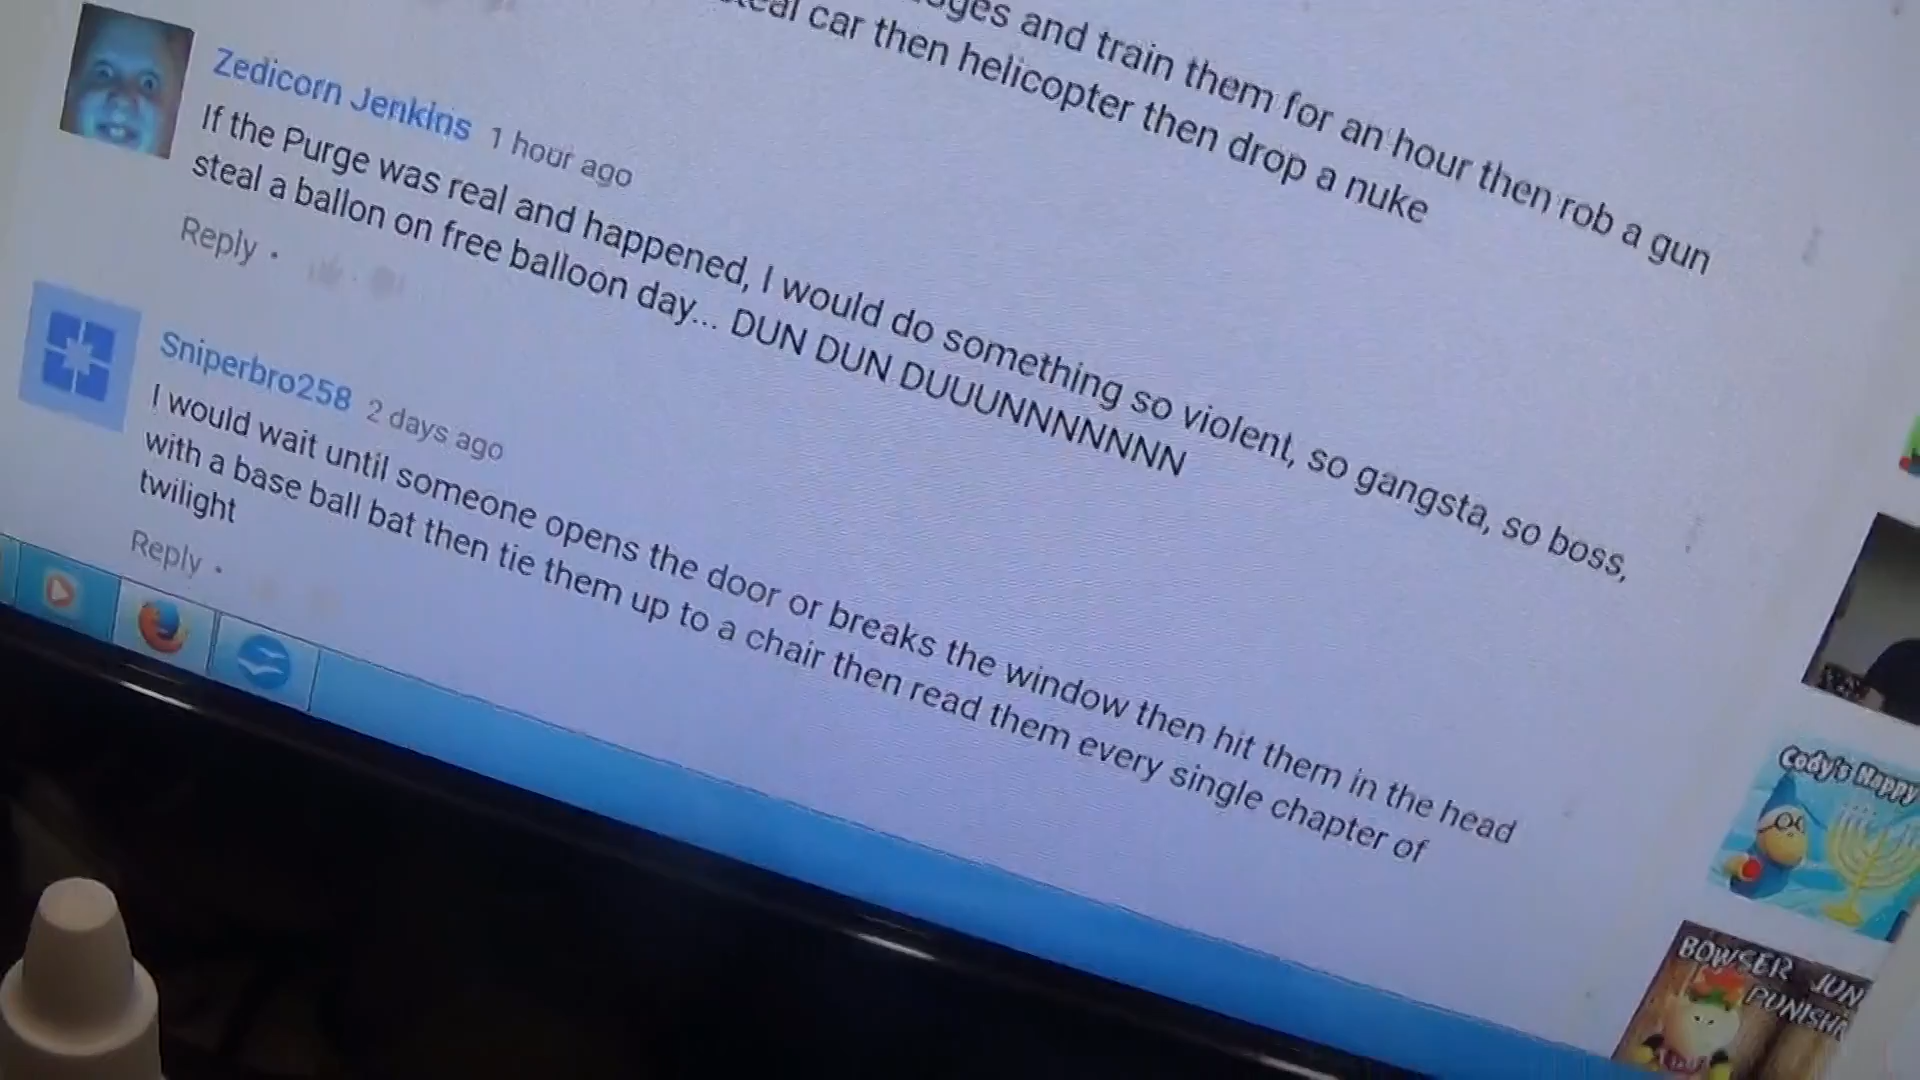 and train them for an hour then rob a gun
car then helicopter then drop a nuke
Zedicorn Jenkins 1 hour ago
If the Purge was real and happened, I would do something so violent, so gangsta, so boss,
steal a ballon on free balloon day... DUN DUN DUUUNNNNNNN
Reply •
Sniperbro258 2 days ago
I would wait until someone opens the door or breaks the window then hit them in the head
with a base ball bat then tie them up to a chair then read them every single chapter of
twilight
Reply •
Cody's Happy
BOWSER JUN
PUNISH